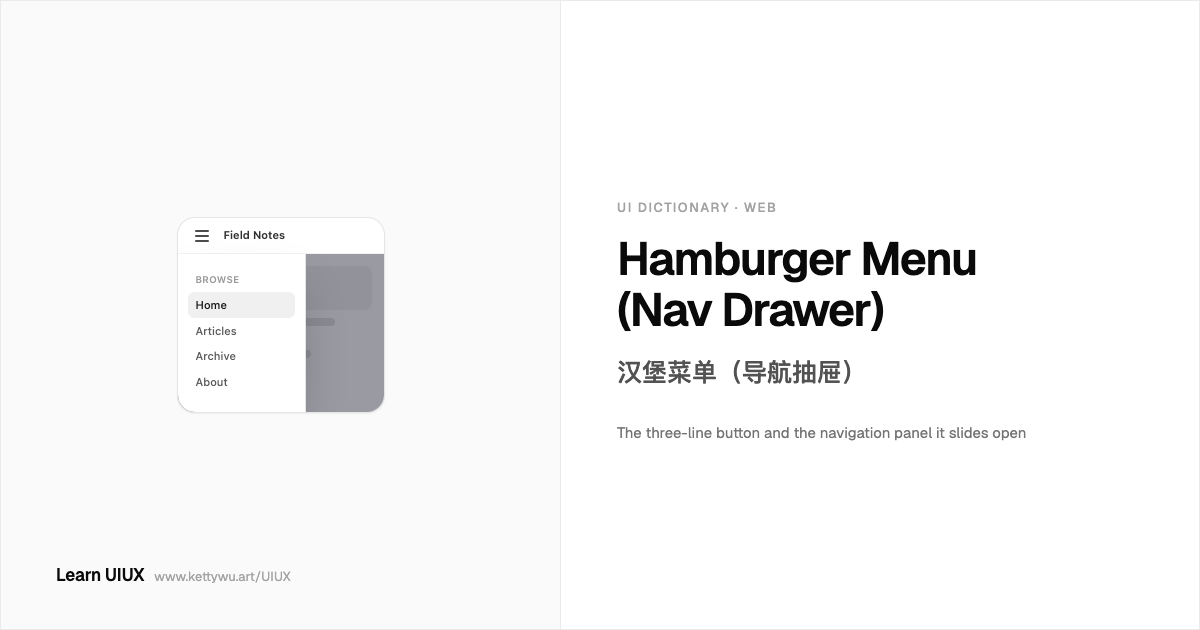 Field Notes
BROWSE
Home
Articles
Archive
About
Learn UIUX www.kettywu.art/UIUX
UI DICTIONARY · WEB
Hamburger Menu
(Nav Drawer)
汉堡菜单（导航抽屉）
The three-line button and the navigation panel it slides open